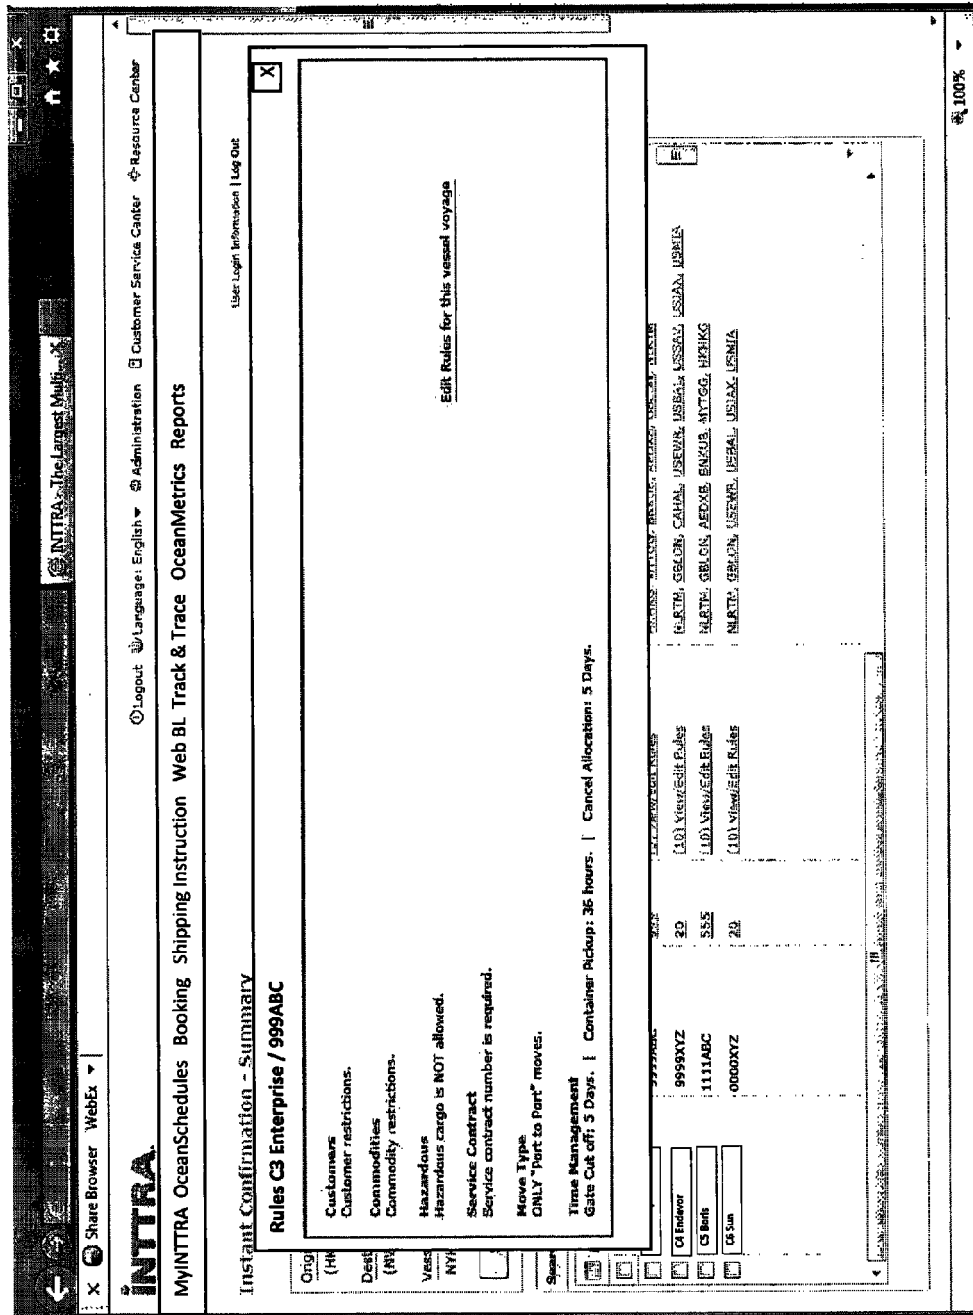 INTTRA - The Largest Multi... X
X Share Browser WebEx
INTTRA
Logout Language: English Administration Customer Service Center Resource Center
MyINTTRA OceanSchedules Booking Shipping Instruction Web BL Track & Trace OceanMetrics Reports
User Login Information | Log Out
Instant Confirmation - Summary
Rules C3 Enterprise / 999ABC
X
Customers
Customer restrictions.
Commodities
Commodity restrictions.
Hazardous
Hazardous cargo is NOT allowed.
Edit Rules for this vessel voyage
Service Contract
Service contract number is required.
Move Type
ONLY "Port to Port" moves.
Time Management
Gate Cut off: 5 Days. | Container Pickup: 36 hours. | Cancel Allocation: 5 Days.
Orig
Dest
Vess
C4 Endevor 9999XYZ 20 (10) View/Edit Rules NLRTM, GBLON, CAHAL, USEWR, USBAL, USSAV, USJAX, USMIA
C5 Baris 1111ABC 555 (10) View/Edit Rules NLRTM, GBLON, AEDXB, BNKUB, MYTGG, HKHKG
C6 Sun 0000XYZ 20 (10) View/Edit Rules NLRTM, GBLON, USEWR, USBAL, USJAX, USMIA
100%